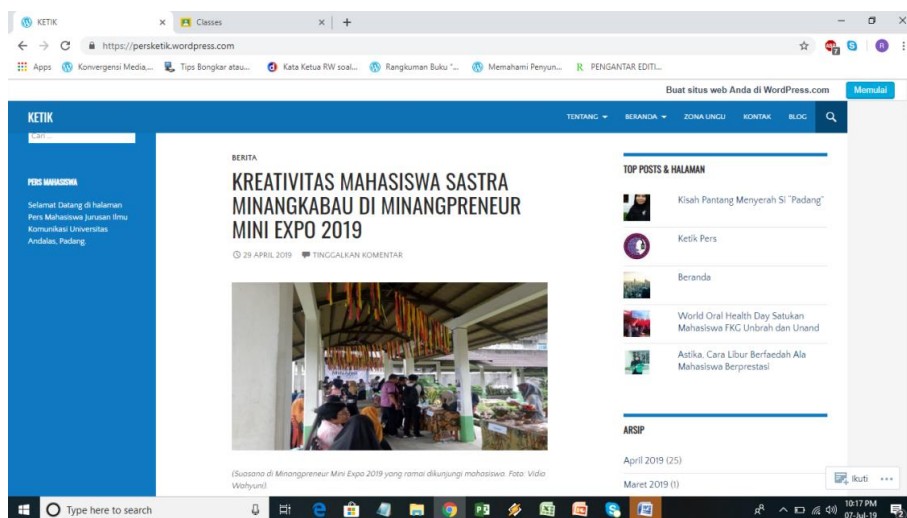 KETIK
Classes
https://persketik.wordpress.com
Apps
Konvergensi Media,...
Tips Bongkar atau...
Kata Ketua RW soal...
Rangkuman Buku "...
Memahami Penyun...
R PENGANTAR EDITI...
Buat situs web Anda di WordPress.com
Memulai
KETIK
TENTANG
BERANDA
ZONA UNGU
KONTAK
BLOG
Cari ...
PERS MAHASISWA
Selamat Datang di halaman
Pers Mahasiswa Jurusan Ilmu
Komunikasi Universitas
Andalas, Padang.
BERITA
KREATIVITAS MAHASISWA SASTRA
MINANGKABAU DI MINANGPRENEUR
MINI EXPO 2019
29 APRIL 2019
TINGGALKAN KOMENTAR
(Suasana di Minangpreneur Mini Expo 2019 yang ramai dikunjungi mahasiswa. Foto: Vidia
Wahyuni).
TOP POSTS & HALAMAN
Kisah Pantang Menyerah Si "Padang"
Ketik Pers
Beranda
World Oral Health Day Satukan
Mahasiswa FKG Unbrah dan Unand
Astika, Cara Libur Berfaedah Ala
Mahasiswa Berprestasi
ARSIP
April 2019 (25)
Maret 2019 (1)
Ikuti
Type here to search
10:17 PM
07-Jul-19